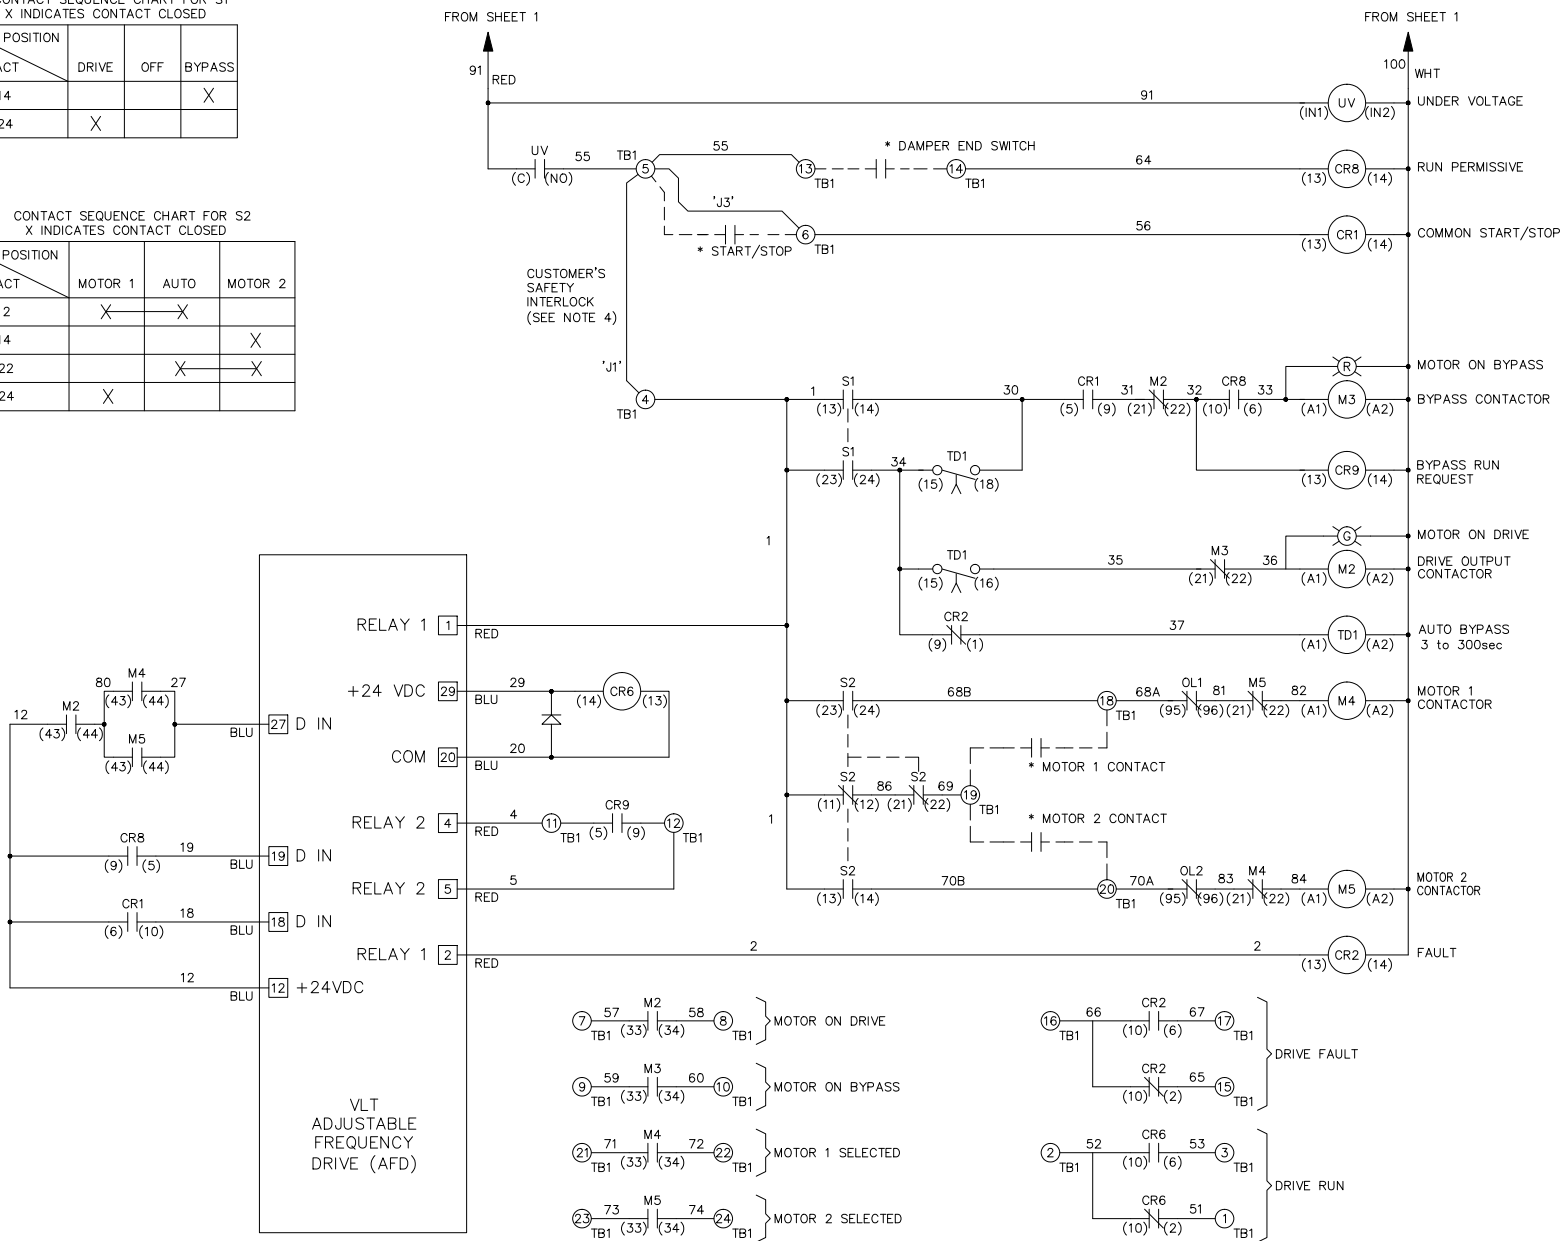 CONTACT SEQUENCE CHART FOR S1
X INDICATES CONTACT CLOSED
POSITION
ACT DRIVE OFF BYPASS
14 X
24 X
CONTACT SEQUENCE CHART FOR S2
X INDICATES CONTACT CLOSED
POSITION
ACT MOTOR 1 AUTO MOTOR 2
2 X X
14 X
22 X X
24 X
FROM SHEET 1 FROM SHEET 1
91 RED 100 WHT
91 (IN1) UV (IN2) UNDER VOLTAGE
UV 55 TB1 55 * DAMPER END SWITCH 64
(C) (NO) 5 13 TB1 14 TB1 (13) CR8 (14) RUN PERMISSIVE
'J3'
* START/STOP 6 TB1 56 (13) CR1 (14) COMMON START/STOP
CUSTOMER'S
SAFETY
INTERLOCK
(SEE NOTE 4)
'J1'
TB1 4
R MOTOR ON BYPASS
1 S1 30 CR1 31 M2 32 CR8 33
(13) (14) (5) (9) (21) (22) (10) (6) (A1) M3 (A2) BYPASS CONTACTOR
S1 34 TD1
(23) (24) (15) (18) (13) CR9 (14) BYPASS RUN
REQUEST
1
G MOTOR ON DRIVE
TD1 35 M3 36
(15) (16) (21) (22) (A1) M2 (A2) DRIVE OUTPUT
CONTACTOR
CR2 37
(9) (1) (A1) TD1 (A2) AUTO BYPASS
3 to 300sec
S2 68B 18 TB1 68A OL1 81 M5 82
(23) (24) (95) (96) (21) (22) (A1) M4 (A2) MOTOR 1
CONTACTOR
* MOTOR 1 CONTACT
S2 86 S2 69 19 TB1
(11) (12) (21) (22)
1
* MOTOR 2 CONTACT
S2 70B 20 TB1 70A OL2 83 M4 84
(13) (14) (95) (96) (21) (22) (A1) M5 (A2) MOTOR 2
CONTACTOR
RELAY 1 1 RED
+24 VDC 29 BLU 29 (14) CR6 (13)
COM 20 BLU 20
RELAY 2 4 RED 4 11 TB1 CR9 (5) (9) 12 TB1
RELAY 2 5 RED 5
RELAY 1 2 RED 2 2 (13) CR2 (14) FAULT
80 M4 27
(43) (44)
12 M2
(43) (44)
M5
(43) (44)
BLU 27 D IN
CR8 19
(9) (5) BLU 19 D IN
CR1 18
(6) (10) BLU 18 D IN
12 BLU 12 +24VDC
VLT
ADJUSTABLE
FREQUENCY
DRIVE (AFD)
7 TB1 57 M2 (33) (34) 58 8 TB1 MOTOR ON DRIVE
9 TB1 59 M3 (33) (34) 60 10 TB1 MOTOR ON BYPASS
21 TB1 71 M4 (33) (34) 72 22 TB1 MOTOR 1 SELECTED
23 TB1 73 M5 (33) (34) 74 24 TB1 MOTOR 2 SELECTED
16 TB1 66 CR2 (10) (6) 67 17 TB1
DRIVE FAULT
CR2 (10) (2) 65 15 TB1
2 TB1 52 CR6 (10) (6) 53 3 TB1
DRIVE RUN
CR6 (10) (2) 51 1 TB1